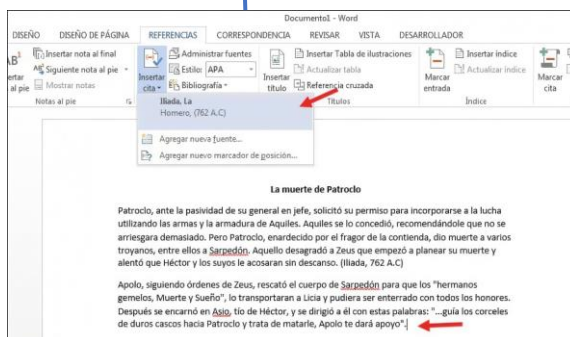 Documento1 - Word
DISEÑO DISEÑO DE PÁGINA REFERENCIAS CORRESPONDENCIA REVISAR VISTA DESARROLLADOR
AB¹ Insertar nota al final Administrar fuentes Insertar Tabla de ilustraciones Insertar índice
Siguiente nota al pie Estilo: APA Actualizar tabla Actualizar índice
ertar al pie Mostrar notas Insertar cita Bibliografía Insertar título Referencia cruzada Marcar entrada Marcar cita
Notas al pie Títulos Índice
Iliada, La
Homero, (762 A.C)
Agregar nueva fuente...
Agregar nuevo marcador de posición...
La muerte de Patroclo
Patroclo, ante la pasividad de su general en jefe, solicitó su permiso para incorporarse a la lucha
utilizando las armas y la armadura de Aquiles. Aquiles se lo concedió, recomendándole que no se
arriesgara demasiado. Pero Patroclo, enardecido por el fragor de la contienda, dio muerte a varios
troyanos, entre ellos a Sarpedón. Aquello desagradó a Zeus que empezó a planear su muerte y
alentó que Héctor y los suyos le acosaran sin descanso. (Iliada, 762 A.C)
Apolo, siguiendo órdenes de Zeus, rescató el cuerpo de Sarpedón para que los "hermanos
gemelos, Muerte y Sueño", lo transportaran a Licia y pudiera ser enterrado con todos los honores.
Después se encarnó en Asio, tío de Héctor, y se dirigió a él con estas palabras: "...guía los corceles
de duros cascos hacia Patroclo y trata de matarle, Apolo te dará apoyo".